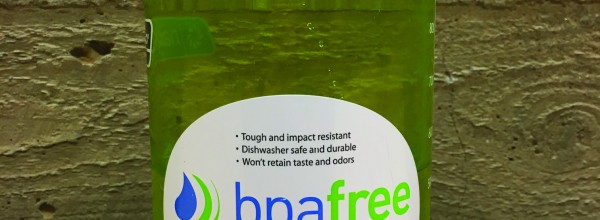 • Tough and impact resistant
• Dishwasher safe and durable
• Won't retain taste and odors
bpafree